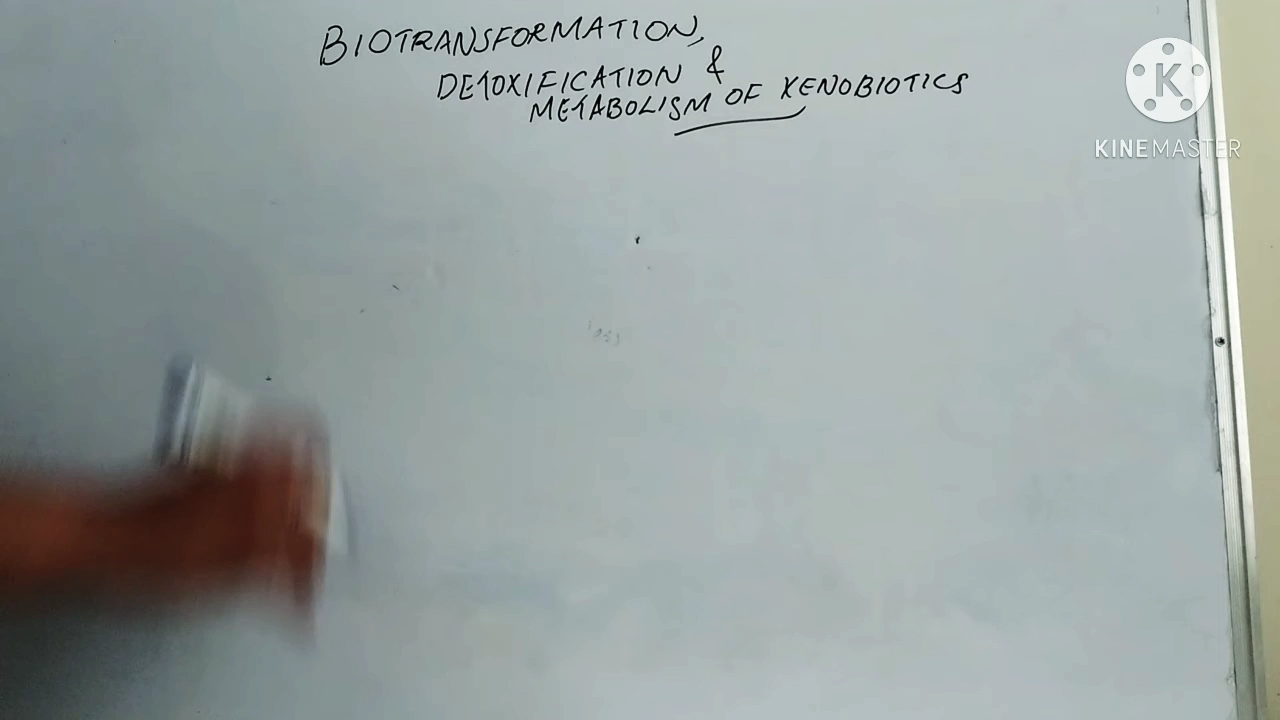 BIOTRANSFORMATION,
DETOXIFICATION &
METABOLISM OF XENOBIOTICS
K
KINEMASTER